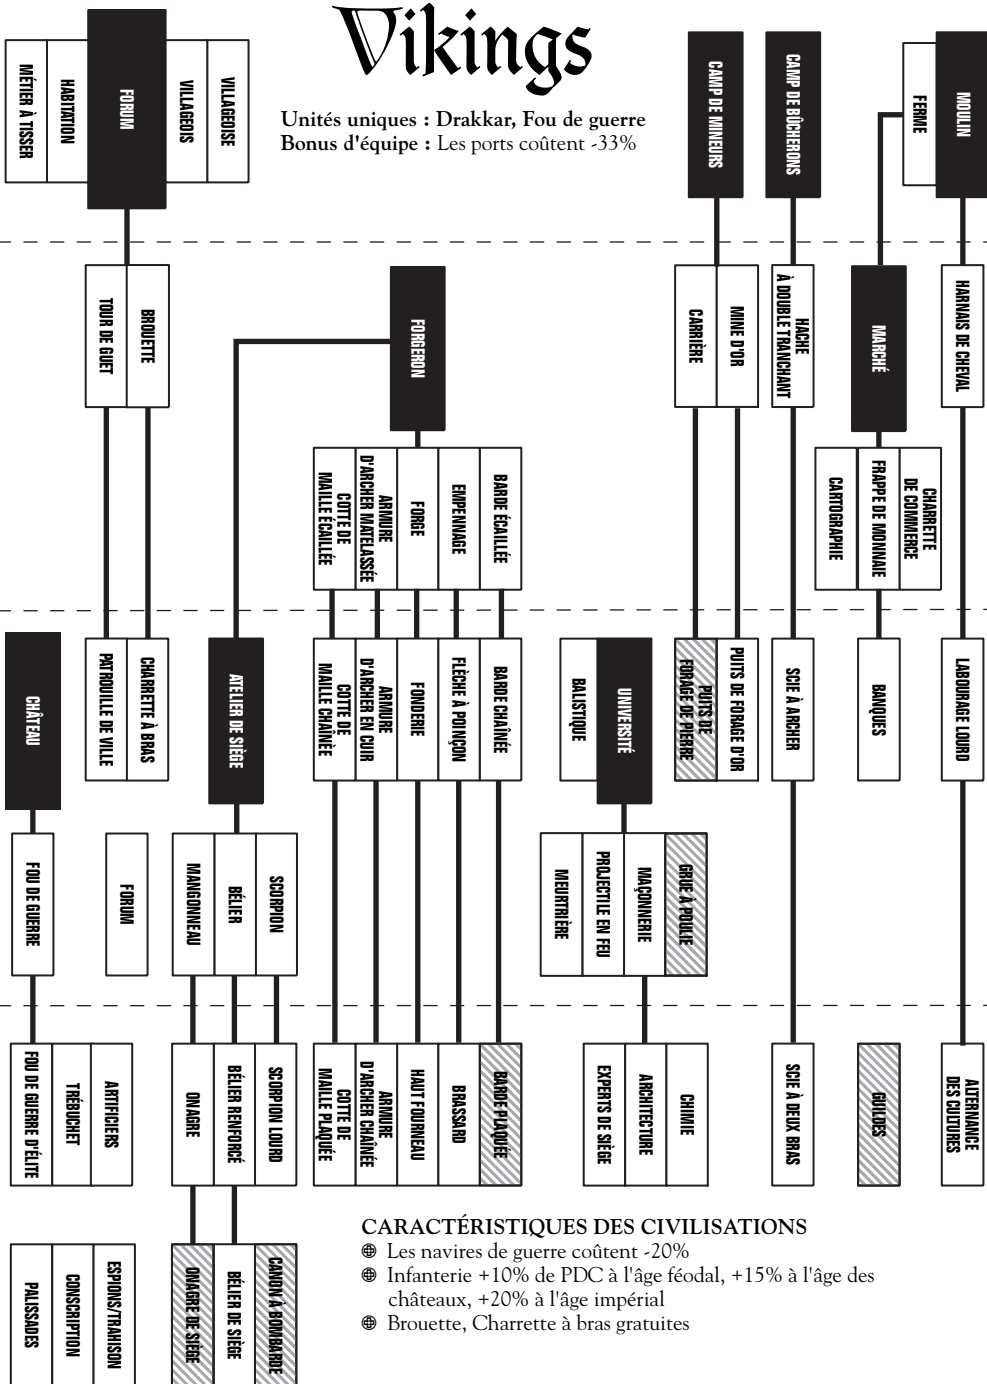 Vikings
Unités uniques : Drakkar, Fou de guerre
Bonus d'équipe : Les ports coûtent -33%
MÉTIER À TISSER
HABITATION
FORUM
VILLAGEOIS
VILLAGEOISE
CAMP DE MINEURS
CAMP DE BÛCHERONS
FERME
MOULIN
TOUR DE GUET
BROUETTE
FORGERON
CARRIÈRE
MINE D'OR
HACHE
À DOUBLE TRANCHANT
MARCHÉ
HARNAIS DE CHEVAL
COTTE DE
MAILLE ÉCAILLÉE
ARMURE
D'ARCHER MATELASSÉE
FORGE
EMPENNAGE
BARDE ÉCAILLÉE
CARTOGRAPHIE
FRAPPE DE MONNAIE
CHARRETTE
DE COMMERCE
CHÂTEAU
PATROUILLE DE VILLE
CHARRETTE À BRAS
ATELIER DE SIÈGE
COTTE DE
MAILLE CHAÎNÈE
ARMURE
D'ARCHER EN CUIR
FONDERIE
FLÈCHE À POINÇON
BARDE CHAÎNÉE
BALISTIQUE
UNIVERSITÉ
PUITS DE
FORAGE DE PIERRE
PUITS DE FORAGE D'OR
SCIE À ARCHER
BANQUES
LABOURAGE LOURD
FOU DE GUERRE
FORUM
MANGONNEAU
BÉLIER
SCORPION
MEURTRIÈRE
PROJECTILE EN FEU
MAÇONNERIE
GRUE À POULIE
FOU DE GUERRE D'ÉLITE
TRÉBUCHET
ARTIFICIERS
ONAGRE
BÉLIER RENFORCÉ
SCORPION LOURD
COTTE DE
MAILLE PLAQUÉE
ARMURE
D'ARCHER CHAÎNÉE
HAUT FOURNEAU
BRASSARD
BARDE PLAQUÉE
EXPERTS DE SIÈGE
ARCHITECTURE
CHIMIE
SCIE À DEUX BRAS
GUILDES
ALTERNANCE
DES CULTURES
PALISSADES
CONSCRIPTION
ESPIONS/TRAHISON
ONAGRE DE SIÈGE
BÉLIER DE SIÈGE
CANON À BOMBARDE
CARACTÉRISTIQUES DES CIVILISATIONS
Les navires de guerre coûtent -20%
Infanterie +10% de PDC à l'âge féodal, +15% à l'âge des
châteaux, +20% à l'âge impérial
Brouette, Charrette à bras gratuites